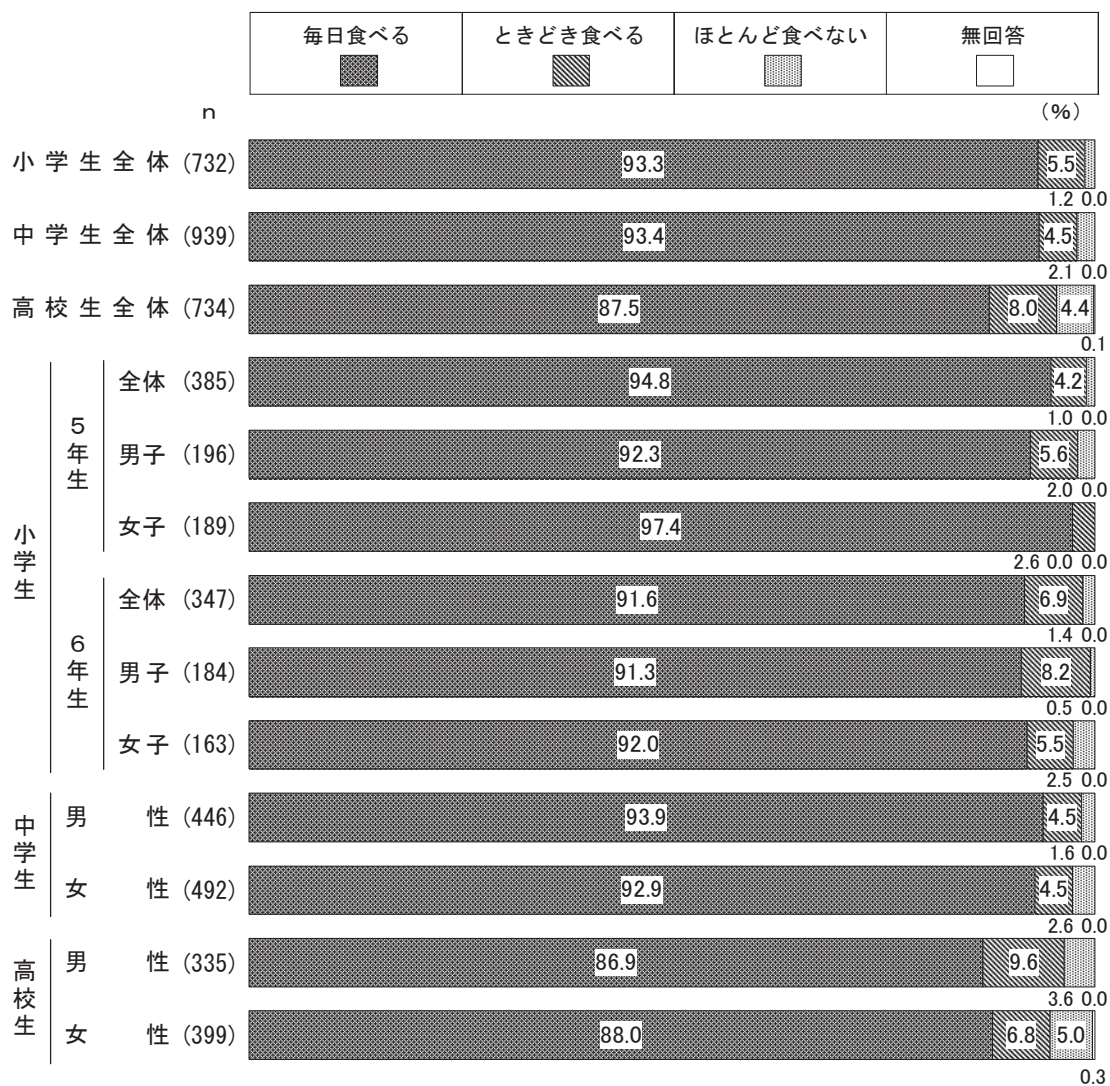 毎日食べる ときどき食べる ほとんど食べない 無回答
n (%)
小学生全体 (732) 93.3 5.5
1.2 0.0
中学生全体 (939) 93.4 4.5
2.1 0.0
高校生全体 (734) 87.5 8.0 4.4
0.1
小学生
5年生
全体 (385) 94.8 4.2
1.0 0.0
男子 (196) 92.3 5.6
2.0 0.0
女子 (189) 97.4
2.6 0.0 0.0
6年生
全体 (347) 91.6 6.9
1.4 0.0
男子 (184) 91.3 8.2
0.5 0.0
女子 (163) 92.0 5.5
2.5 0.0
中学生
男性 (446) 93.9 4.5
1.6 0.0
女性 (492) 92.9 4.5
2.6 0.0
高校生
男性 (335) 86.9 9.6
3.6 0.0
女性 (399) 88.0 6.8 5.0
0.3